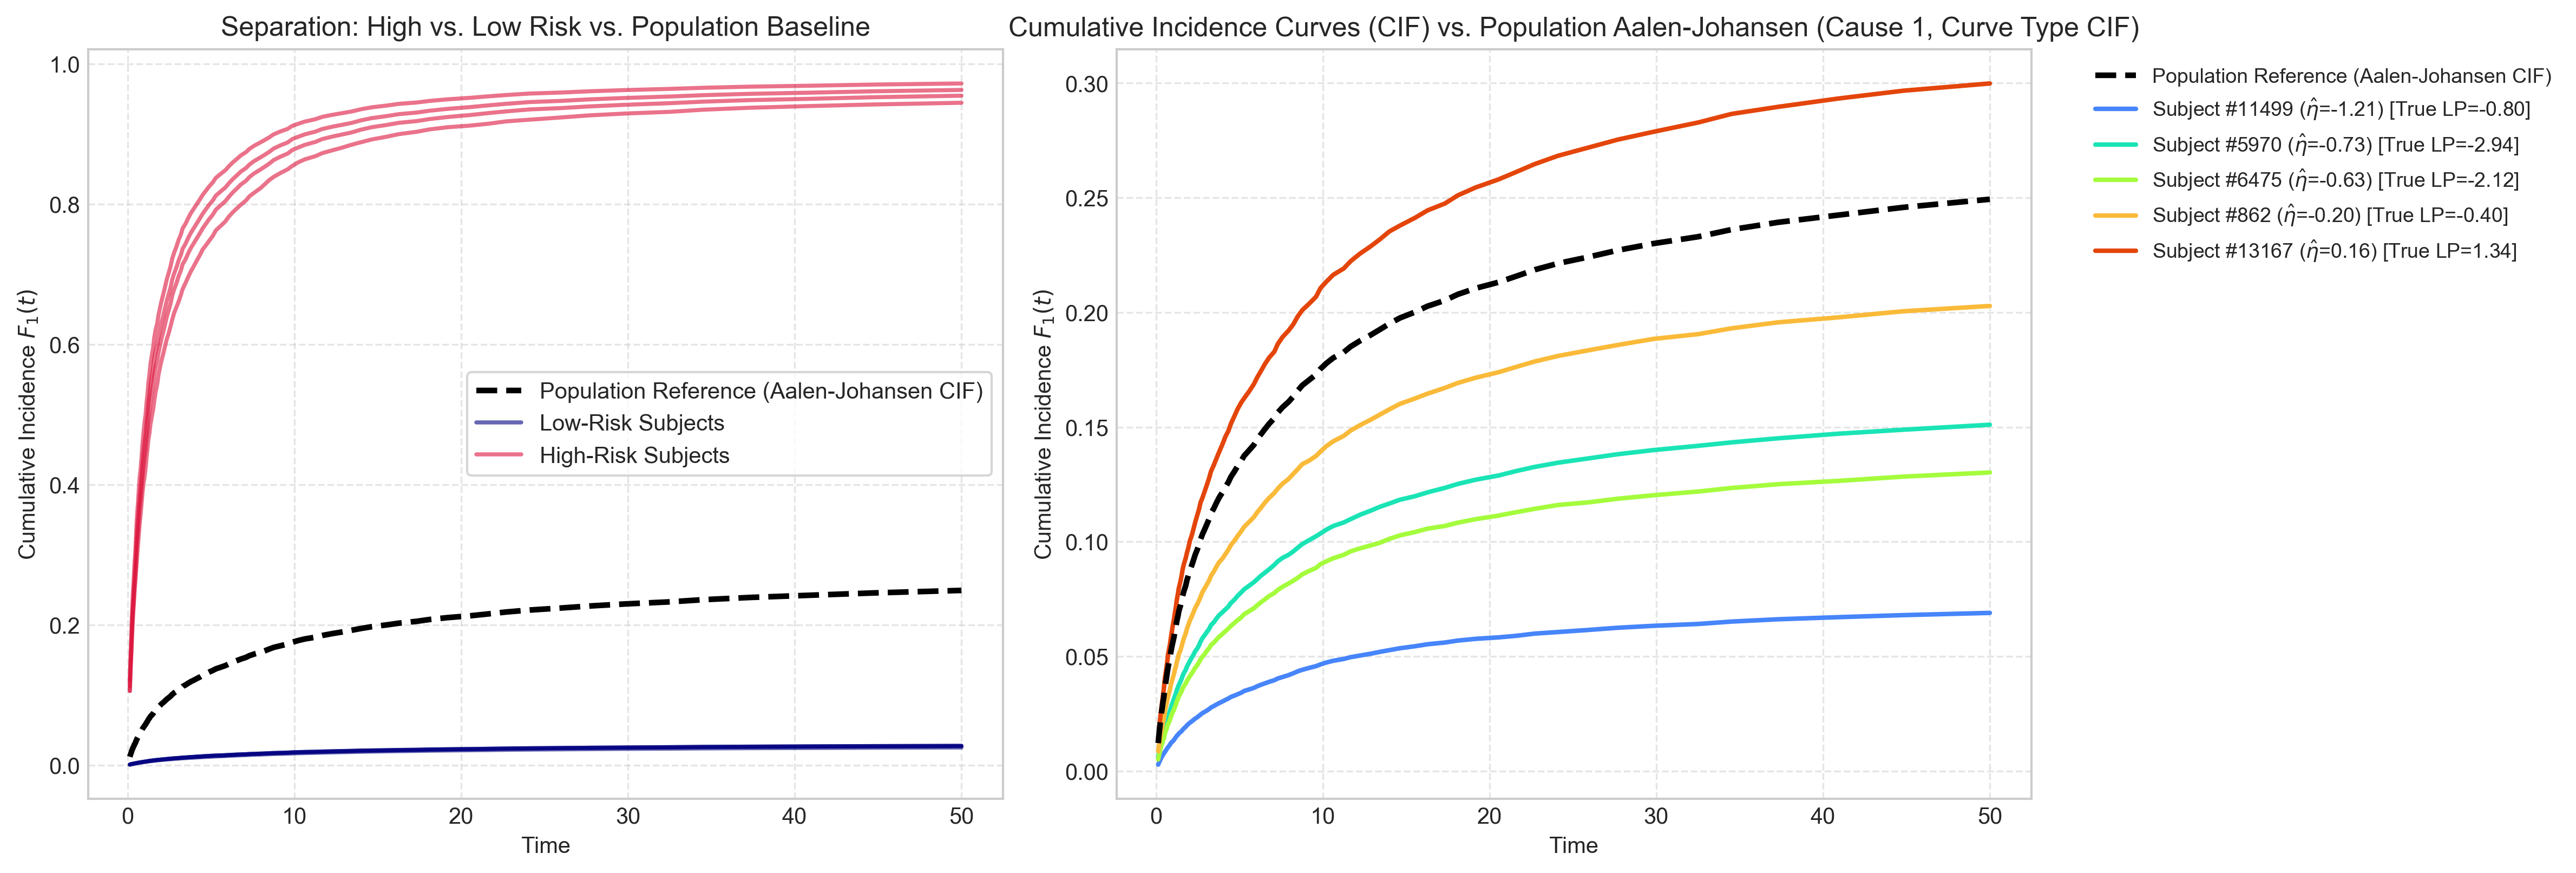 Separation: High vs. Low Risk vs. Population Baseline
Cumulative Incidence F₁(t)
1.0
0.8
0.6
0.4
0.2
0.0
Population Reference (Aalen-Johansen CIF)
Low-Risk Subjects
High-Risk Subjects
0 10 20 30 40 50
Time
Cumulative Incidence Curves (CIF) vs. Population Aalen-Johansen (Cause 1, Curve Type CIF)
Cumulative Incidence F₁(t)
0.30
0.25
0.20
0.15
0.10
0.05
0.00
0 10 20 30 40 50
Time
Population Reference (Aalen-Johansen CIF)
Subject #11499 (η̂=-1.21) [True LP=-0.80]
Subject #5970 (η̂=-0.73) [True LP=-2.94]
Subject #6475 (η̂=-0.63) [True LP=-2.12]
Subject #862 (η̂=-0.20) [True LP=-0.40]
Subject #13167 (η̂=0.16) [True LP=1.34]